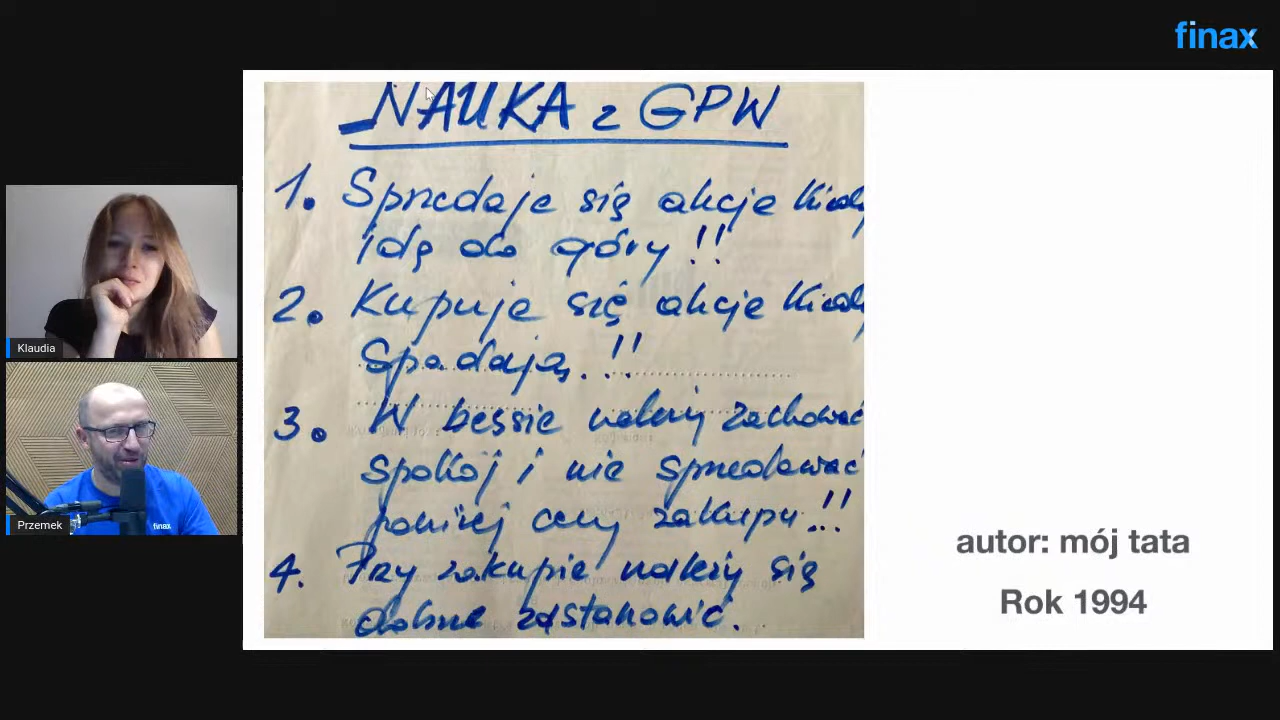 finax
NAUKA z GPW
1. Sprzedaje się akcje kiedy
idą do góry!!
2. Kupuje się akcje kiedy
Spadają.!!
3. W bessie należy zachować
spokój i nie sprzedawać
poniżej ceny zakupu!!
4. Przy zakupie należy się
dobrze zastanowić.
Klaudia
Przemek
finax
autor: mój tata
Rok 1994